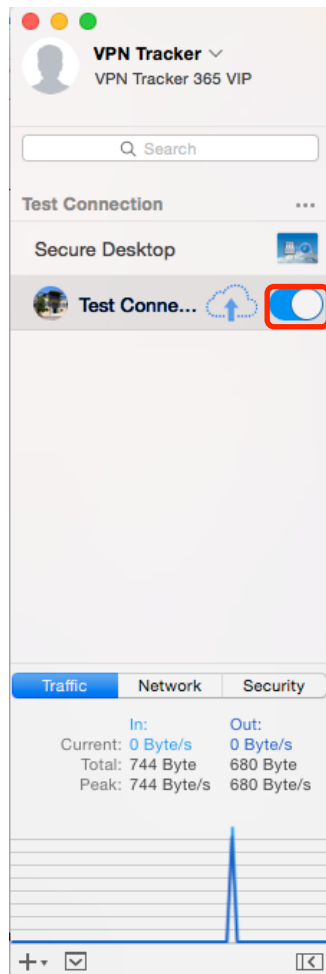 VPN Tracker
VPN Tracker 365 VIP
Search
Test Connection
Secure Desktop
Test Conne...
Traffic Network Security
In: Out:
Current: 0 Byte/s 0 Byte/s
Total: 744 Byte 680 Byte
Peak: 744 Byte/s 680 Byte/s